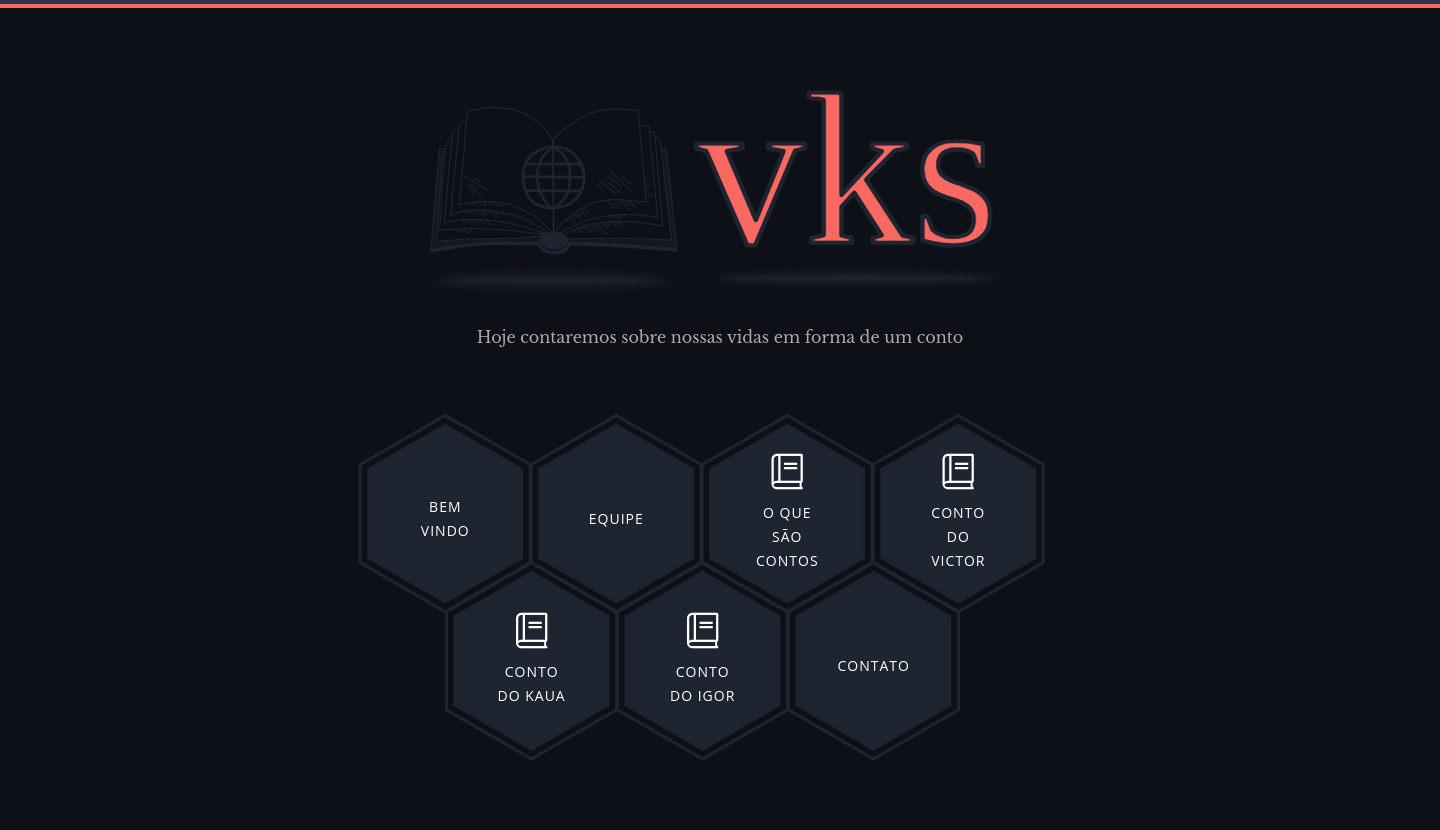 vks
Hoje contaremos sobre nossas vidas em forma de um conto
BEM
VINDO
EQUIPE
O QUE
SÃO
CONTOS
CONTO
DO
VICTOR
CONTO
DO KAUA
CONTO
DO IGOR
CONTATO